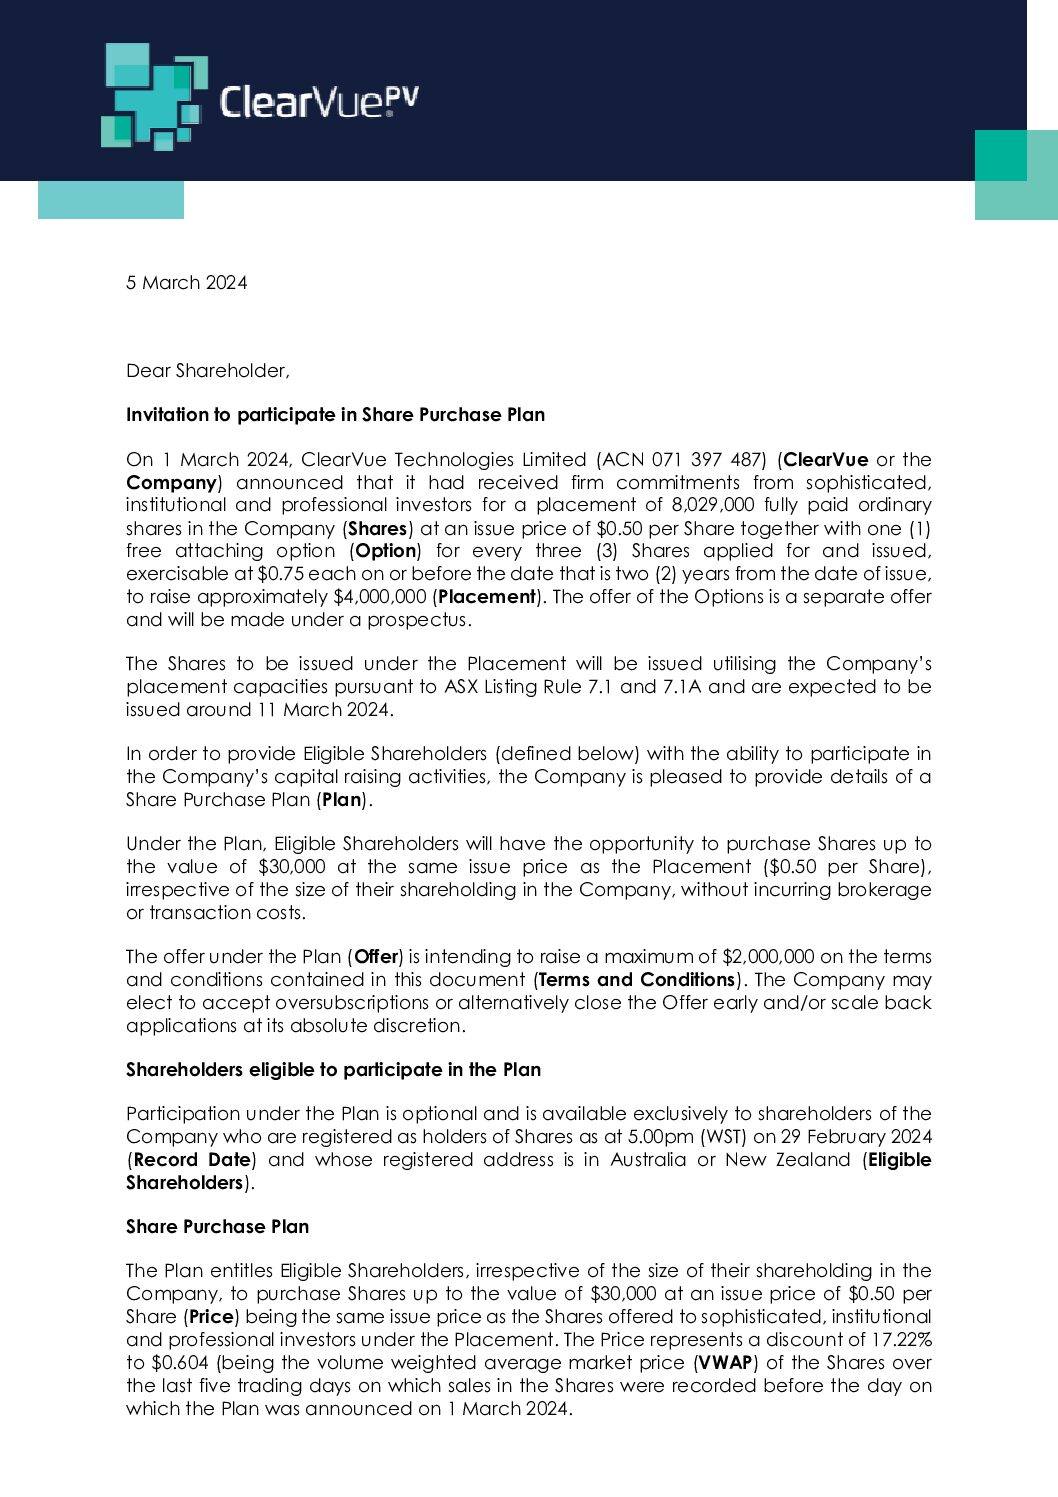 ClearVuePV
5 March 2024
Dear Shareholder,
Invitation to participate in Share Purchase Plan
On 1 March 2024, ClearVue Technologies Limited (ACN 071 397 487) (ClearVue or the
Company) announced that it had received firm commitments from sophisticated,
institutional and professional investors for a placement of 8,029,000 fully paid ordinary
shares in the Company (Shares) at an issue price of $0.50 per Share together with one (1)
free attaching option (Option) for every three (3) Shares applied for and issued,
exercisable at $0.75 each on or before the date that is two (2) years from the date of issue,
to raise approximately $4,000,000 (Placement). The offer of the Options is a separate offer
and will be made under a prospectus.
The Shares to be issued under the Placement will be issued utilising the Company's
placement capacities pursuant to ASX Listing Rule 7.1 and 7.1A and are expected to be
issued around 11 March 2024.
In order to provide Eligible Shareholders (defined below) with the ability to participate in
the Company's capital raising activities, the Company is pleased to provide details of a
Share Purchase Plan (Plan).
Under the Plan, Eligible Shareholders will have the opportunity to purchase Shares up to
the value of $30,000 at the same issue price as the Placement ($0.50 per Share),
irrespective of the size of their shareholding in the Company, without incurring brokerage
or transaction costs.
The offer under the Plan (Offer) is intending to raise a maximum of $2,000,000 on the terms
and conditions contained in this document (Terms and Conditions). The Company may
elect to accept oversubscriptions or alternatively close the Offer early and/or scale back
applications at its absolute discretion.
Shareholders eligible to participate in the Plan
Participation under the Plan is optional and is available exclusively to shareholders of the
Company who are registered as holders of Shares as at 5.00pm (WST) on 29 February 2024
(Record Date) and whose registered address is in Australia or New Zealand (Eligible
Shareholders).
Share Purchase Plan
The Plan entitles Eligible Shareholders, irrespective of the size of their shareholding in the
Company, to purchase Shares up to the value of $30,000 at an issue price of $0.50 per
Share (Price) being the same issue price as the Shares offered to sophisticated, institutional
and professional investors under the Placement. The Price represents a discount of 17.22%
to $0.604 (being the volume weighted average market price (VWAP) of the Shares over
the last five trading days on which sales in the Shares were recorded before the day on
which the Plan was announced on 1 March 2024.